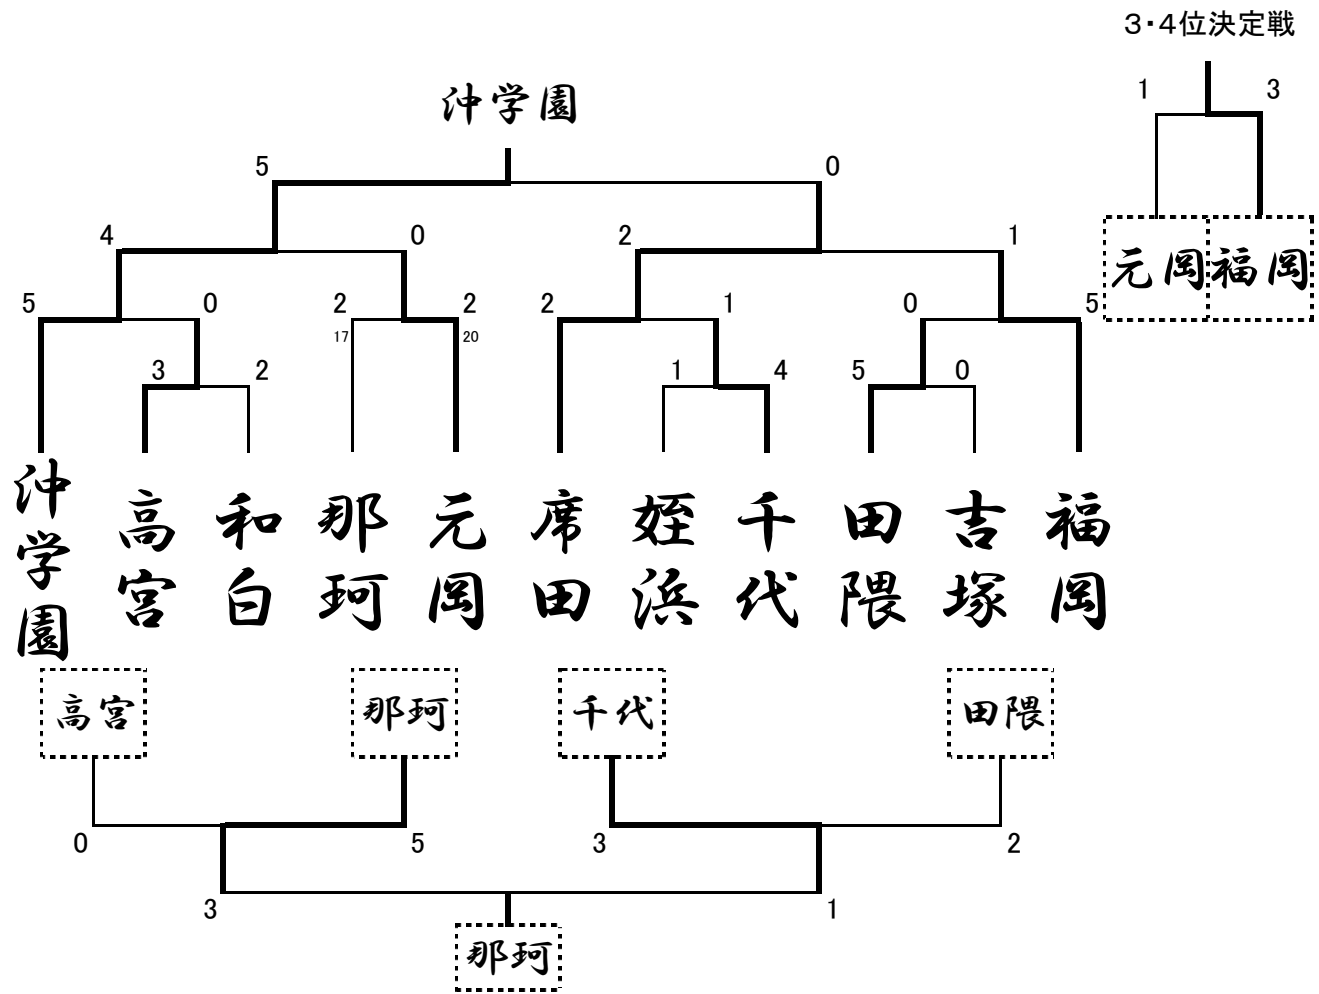 3・4位決定戦
1 3
沖学園
5 0
4 0 2 1
元岡 福岡
5 0 2 2 2 1 0 5
17 20
3 2 1 4 5 0
沖学園 高宮 和白 那珂 元岡 席田 姪浜 千代 田隈 吉塚 福岡
高宮 那珂 千代 田隈
0 5 3 2
3 1
那珂